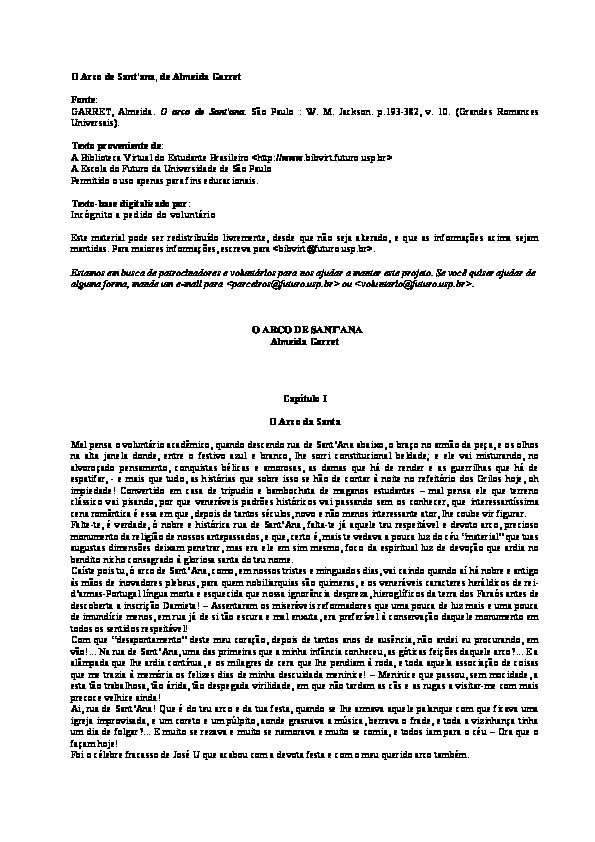 O Arco de Sant'ana, de Almeida Garret
Fonte:
GARRET, Almeida. O arco de Sant'ana. São Paulo : W. M. Jackson. p.193-382, v. 10. (Grandes Romances
Universais).
Texto proveniente de:
A Biblioteca Virtual do Estudante Brasileiro <http://www.bibvirt.futuro.usp.br>
A Escola do Futuro da Universidade de São Paulo
Permitido o uso apenas para fins educacionais.
Texto-base digitalizado por:
Incógnito a pedido do voluntário
Este material pode ser redistribuído livremente, desde que não seja alterado, e que as informações acima sejam
mantidas. Para maiores informações, escreva para <bibvirt@futuro.usp.br>.
Estamos em busca de patrocinadores e voluntários para nos ajudar a manter este projeto. Se você quiser ajudar de
alguma forma, mande um e-mail para <parceiros@futuro.usp.br> ou <voluntario@futuro.usp.br>.
O ARCO DE SANT'ANA
Almeida Garret
Capítulo I
O Arco da Santa
Mal pensa o voluntário acadêmico, quando descendo rua de Sant'Ana abaixo, o braço no armão da peça, e os olhos
na alta janela donde, entre o festivo azul e branco, lhe sorri constitucional beldade; e ele vai misturando, no
alvoroçado pensamento, conquistas bélicas e amorosas, as damas que há de render e as guerrilhas que há de
espatifar, - e mais que tudo, as histórias que sobre isso se hão de contar à noite no refeitório dos Grilos hoje, oh
impiedade! Convertido em casa de tripudio e bambochata de maganos estudantes – mal pensa ele que terreno
clássico vai pisando, por que veneráveis padrões históricos vai passando sem os conhecer, que interessantíssima
cena romântica é essa em que, depois de tantos séculos, novo e não menos interessante ator, lhe coube vir figurar.
Falta-te, é verdade, ó nobre e histórica rua de Sant'Ana, falta-te já aquele teu respeitável e devoto arco, precioso
monumento da religião de nossos antepassados, e que, certo é, mais te vedava a pouca luz do céu "material" que tuas
augustas dimensões deixam penetrar, mas era ele em sim mesmo, foco da espiritual luz de devoção que ardia no
bendito nicho consagrado à gloriosa santa do teu nome.
Caíste pois tu, ó arco de Sant'Ana, como, em nossos tristes e minguados dias, vai caindo quando aí há nobre e antigo
às mãos de inovadores plebeus, para quem nobiliarquias são quimeras, e os veneráveis caracteres heráldicos de rei-
d'armas-Portugal língua morta e esquecida que nossa ignorância despreza, hieroglíficos da terra dos Faraós antes de
descoberta a inscrição Damieta! – Assentaram os miseráveis reformadores que uma pouca de luz mais e uma pouca
de imundície menos, em rua já de si tão escura e mal enxuta, era preferível à conservação daquele monumento em
todos os sentidos respeitável!
Com que "desapontamento" deste meu coração, depois de tantos anos de ausência, não andei eu procurando, em
vão!... Na rua de Sant'Ana, uma das primeiras que a minha infância conheceu, as góticas feições daquele arco?... E a
alâmpada que lhe ardia contínua, e os milagres de cera que lhe pendiam à roda, e toda aquela associação de coisas
que me trazia à memória os felizes dias de minha descuidada meninice! – Meninice que passou, sem mocidade, a
esta tão trabalhosa, tão árida, tão despegada virilidade, em que não tardam as cãs e as rugas a visitar-me com mais
precoce velhice ainda!
Ai, rua de Sant'Ana! Que é do teu arco e da tua festa, quando se lhe armava aquele palanque com que ficava uma
igreja improvisada, e um coreto e um púlpito, aonde grasnava a música, berrava o frade, e toda a vizinhança tinha
um dia de folgar?... E muito se rezava e muito se namorava e muito se comia, e todos iam para o céu – Ora que o
façam hoje!
Foi o célebre fracasso de José U que acabou com a devota festa e com o meu querido arco também.